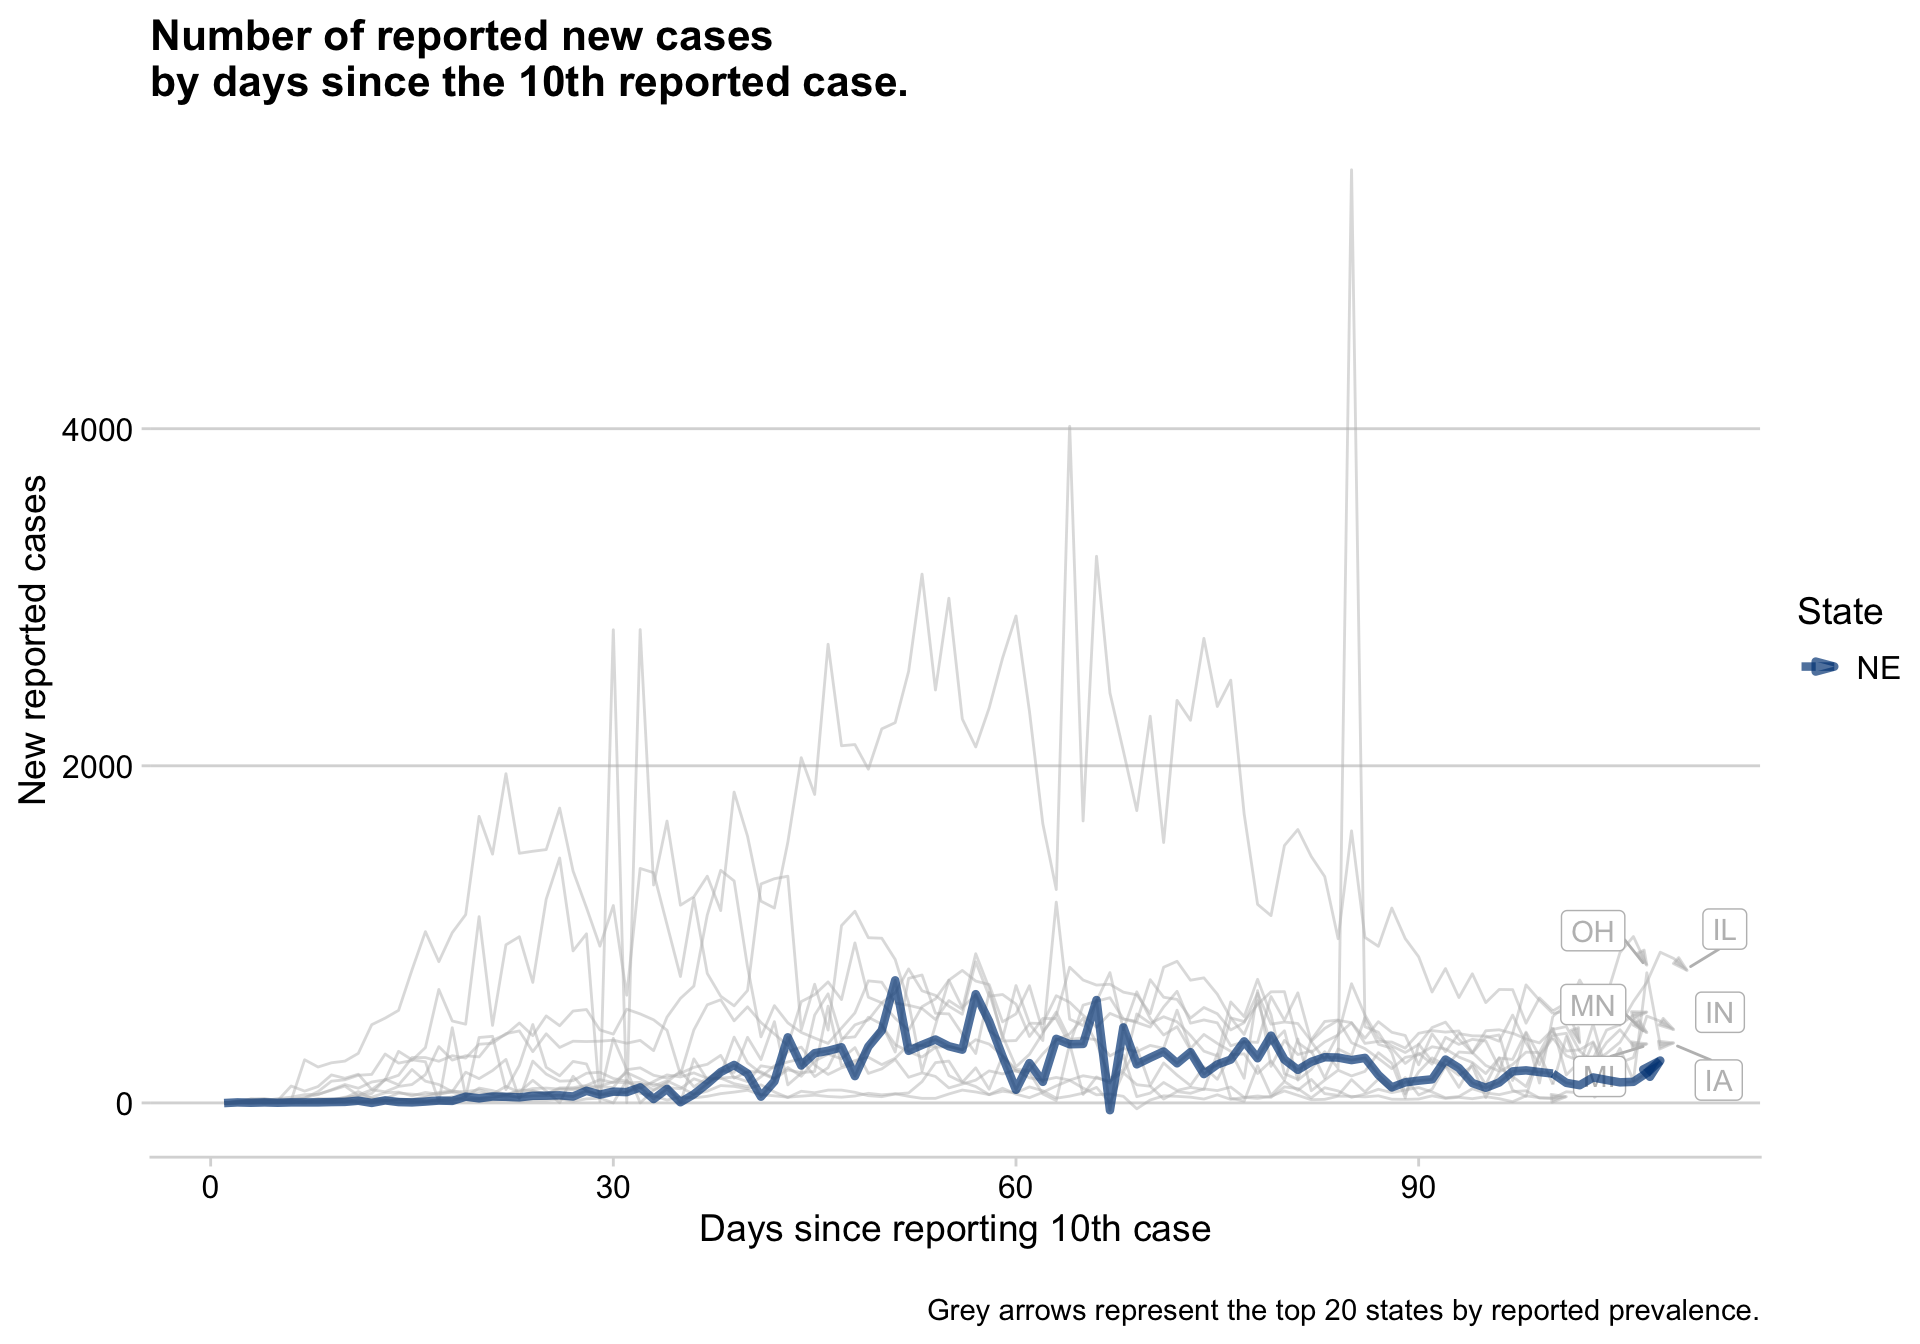 Number of reported new cases
by days since the 10th reported case.
New reported cases
4000
2000
0
0
30
60
90
Days since reporting 10th case
OH
IL
MN
IN
MI
IA
State
NE
Grey arrows represent the top 20 states by reported prevalence.